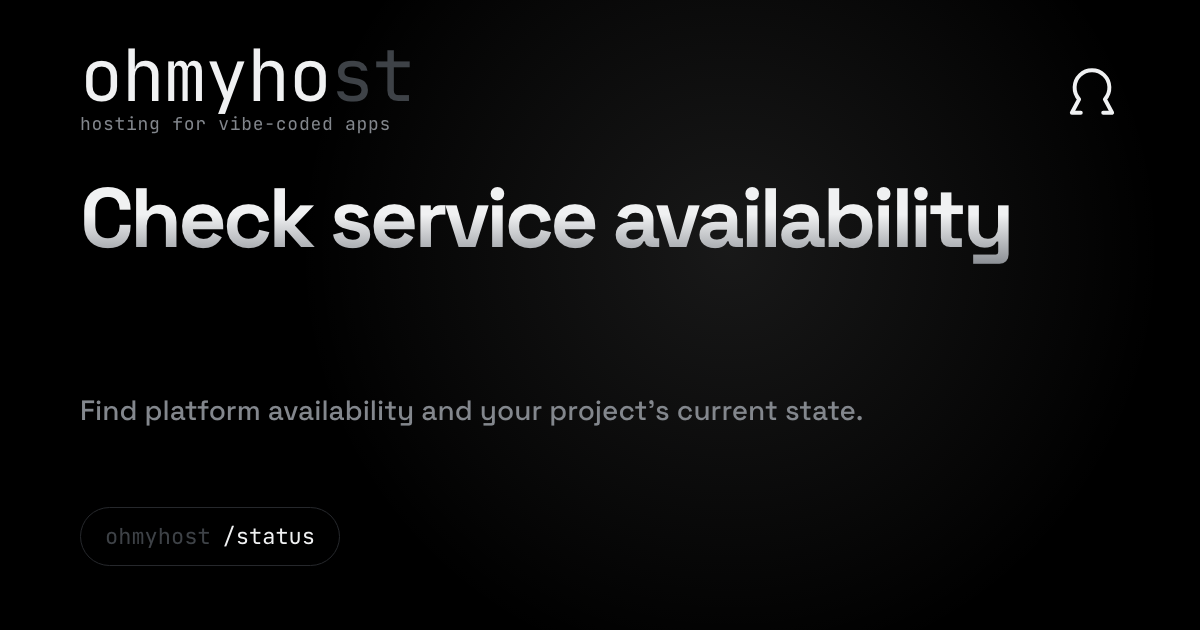 ohmyhost
hosting for vibe-coded apps
Check service availability
Find platform availability and your project’s current state.
ohmyhost /status